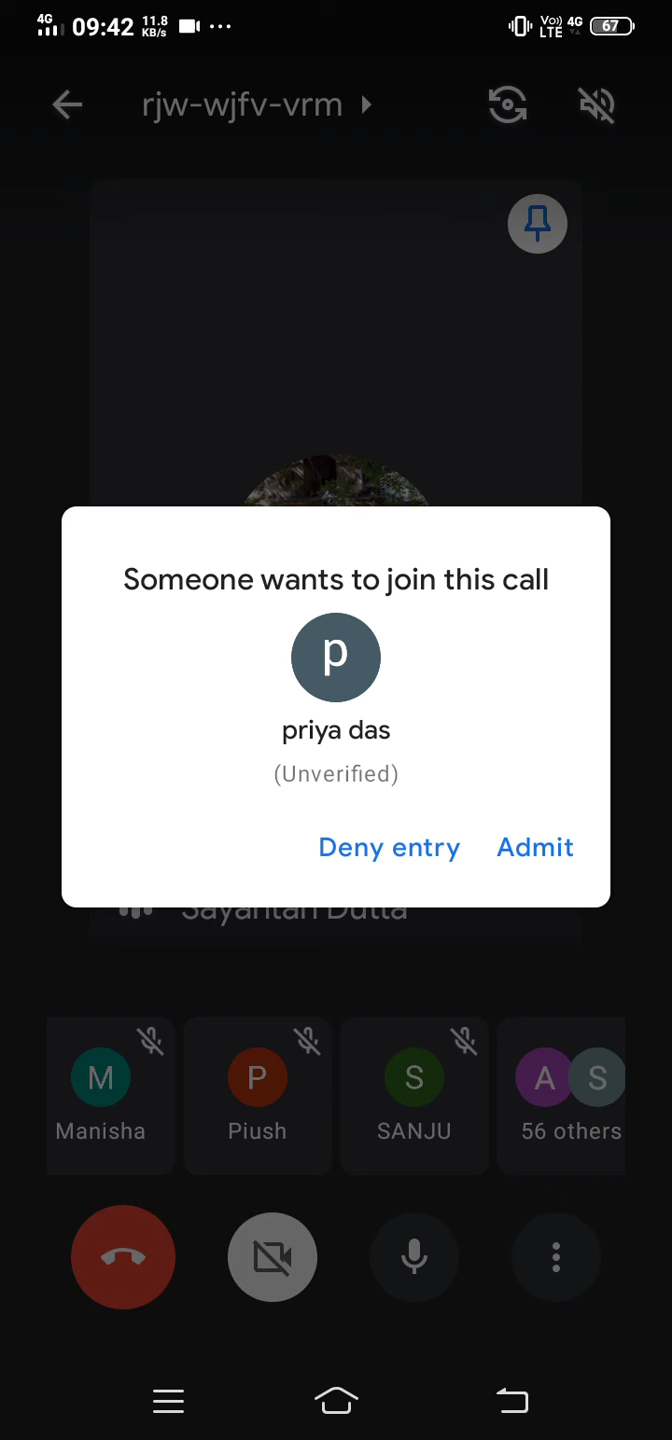 4G 09:42 11.8 KB/s ... Vo) LTE 4G 67
rjw-wjfv-vrm
Someone wants to join this call
p
priya das
(Unverified)
Deny entry Admit
Sayantan Dutta
M P S A S
Manisha Piush SANJU 56 others